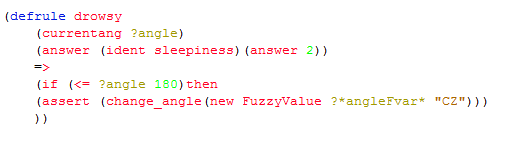 (defrule drowsy
(currentang ?angle)
(answer (ident sleepiness)(answer 2))
=>
(if (<= ?angle 180)then
(assert (change_angle(new FuzzyValue ?*angleFvar* "CZ")))
))